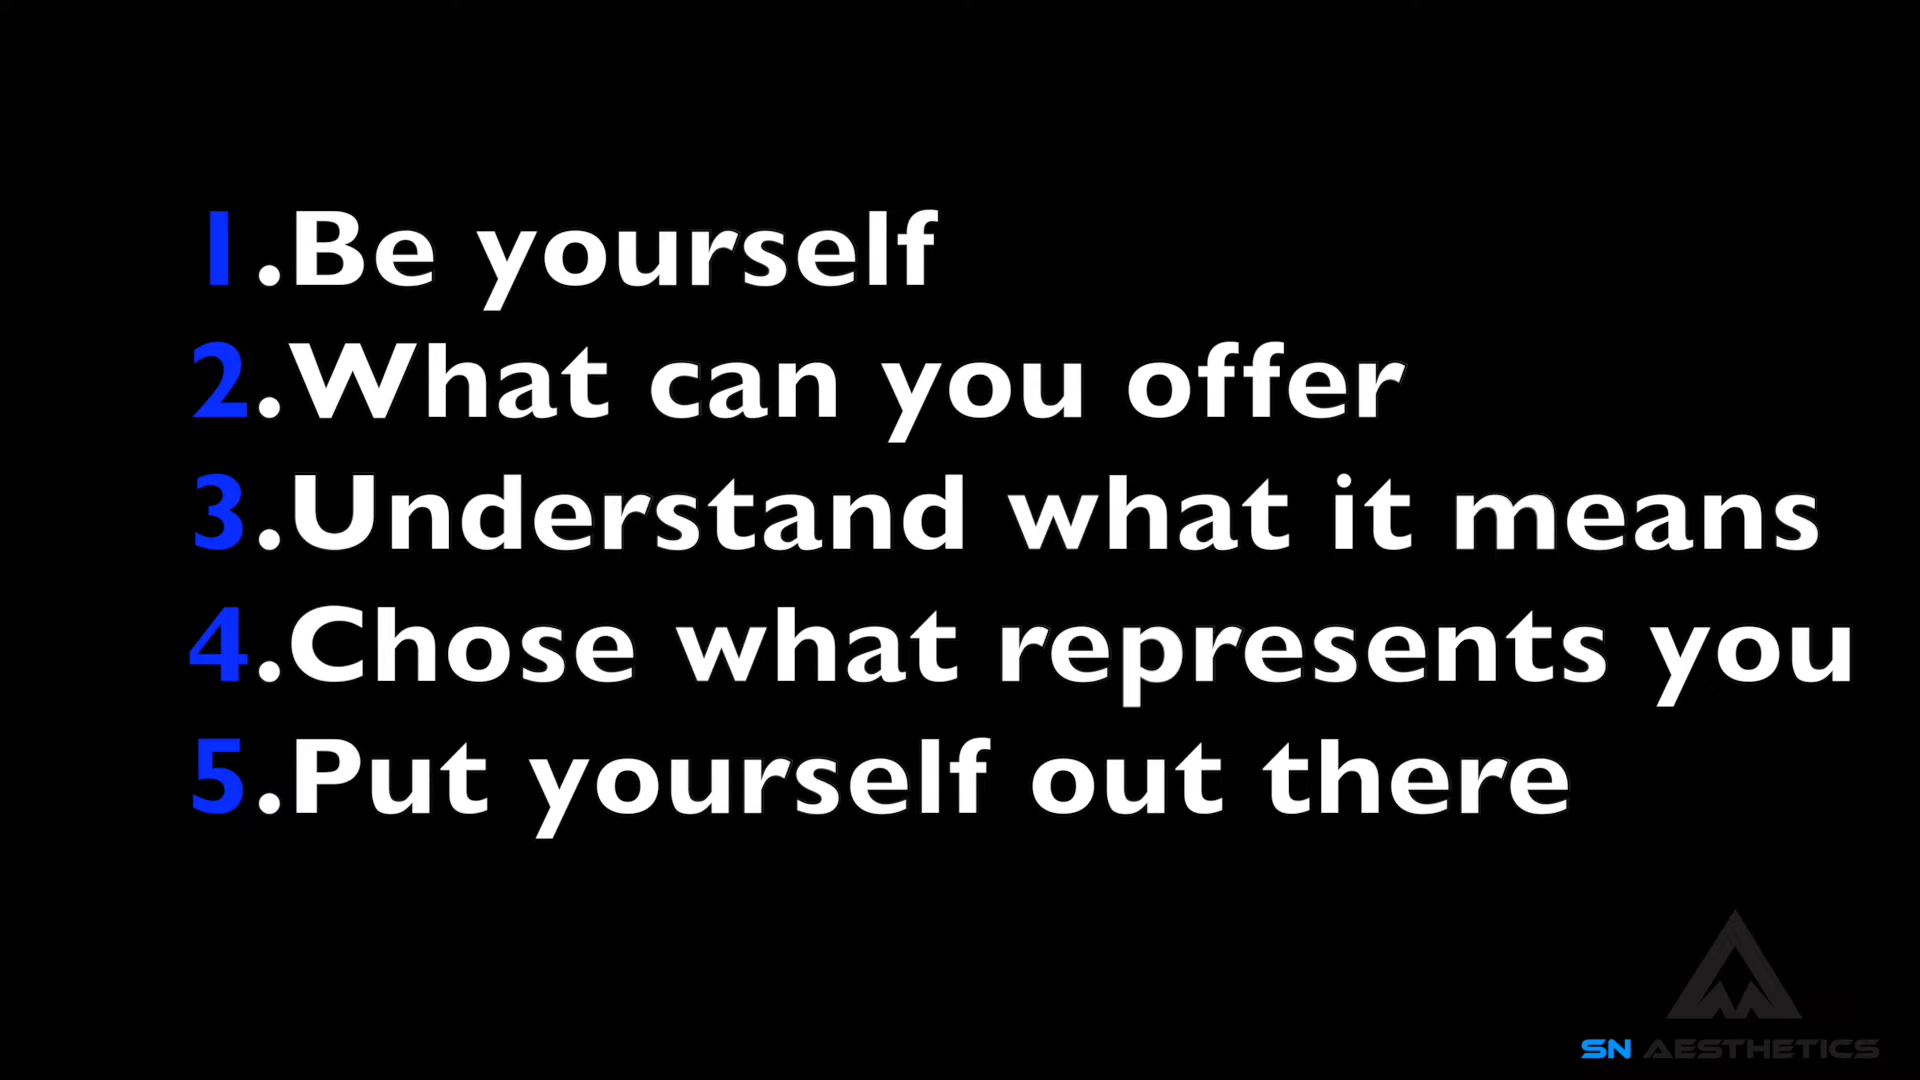 1.Be yourself
2.What can you offer
3.Understand what it means
4.Chose what represents you
5.Put yourself out there
SN AESTHETICS